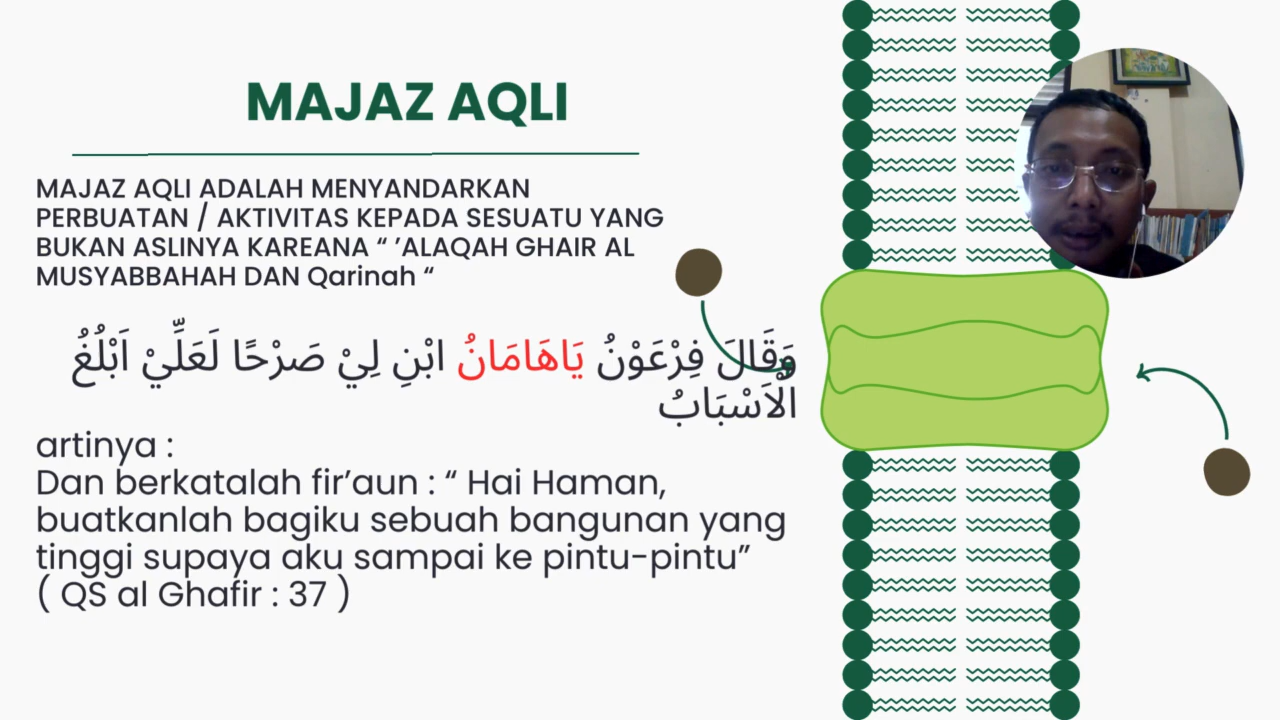 MAJAZ AQLI
MAJAZ AQLI ADALAH MENYANDARKAN
PERBUATAN / AKTIVITAS KEPADA SESUATU YANG
BUKAN ASLINYA KAREANA “ ’ALAQAH GHAIR AL
MUSYABBAHAH DAN Qarinah “
وَقَالَ فِرْعَوْنُ يَاهَامَانُ ابْنِ لِيْ صَرْحًا لَعَلِّيْ اَبْلُغُ
الْاَسْبَابُ
artinya :
Dan berkatalah fir’aun : “ Hai Haman,
buatkanlah bagiku sebuah bangunan yang
tinggi supaya aku sampai ke pintu-pintu”
( QS al Ghafir : 37 )